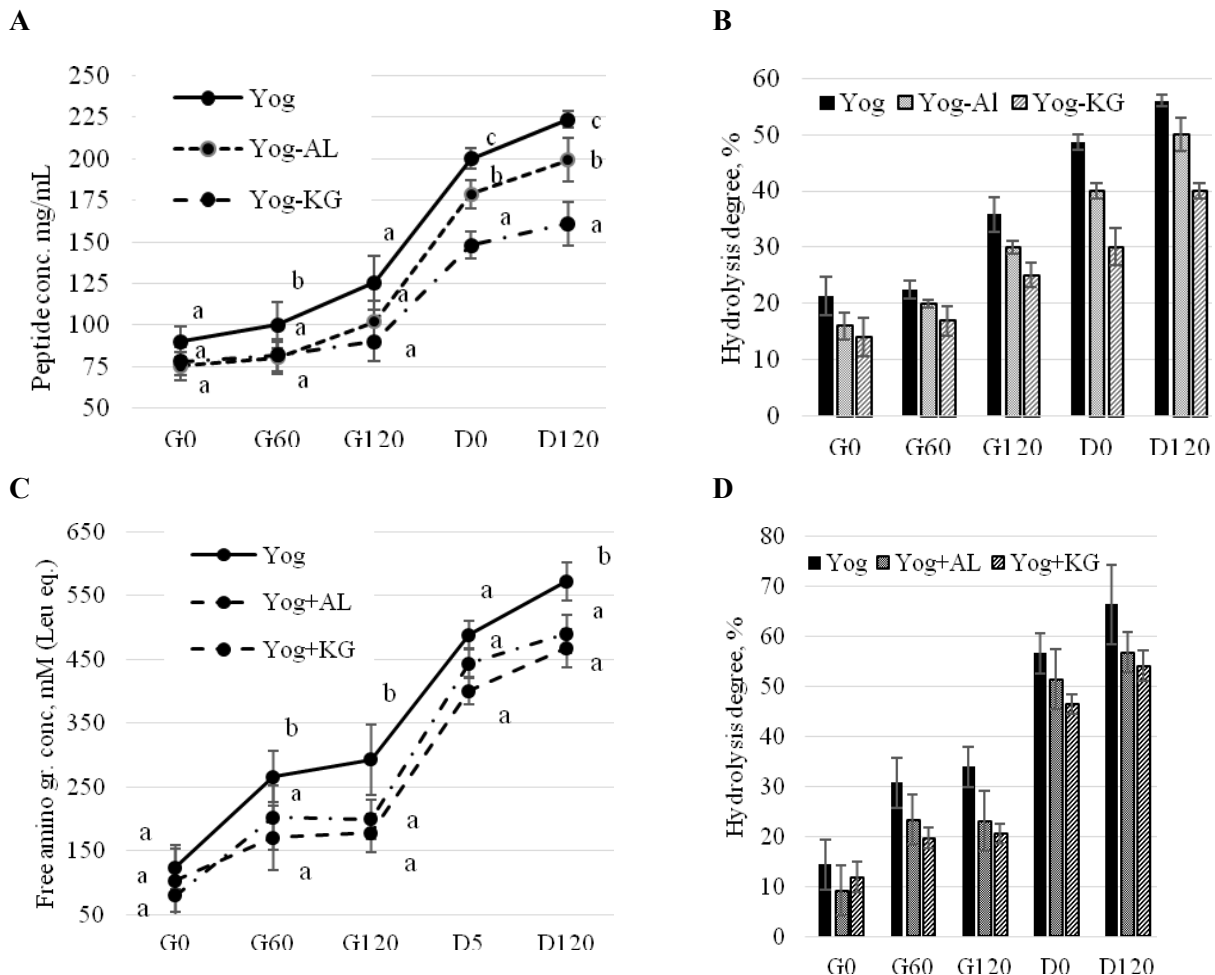 A
Peptide conc. mg/mL
250
225
200
175
150
125
100
75
50
Yog
Yog-AL
Yog-KG
a
a
a
b
a
a
a
a
a
c
b
a
c
b
a
G0 G60 G120 D0 D120
B
Hydrolysis degree, %
60
50
40
30
20
10
0
Yog Yog-Al Yog-KG
G0 G60 G120 D0 D120
C
Free amino gr. conc, mM (Leu eq.)
650
550
450
350
250
150
50
Yog
Yog+AL
Yog+KG
a
a
a
b
a
a
b
a
a
a
a
a
b
a
a
G0 G60 G120 D5 D120
D
Hydrolysis degree, %
80
70
60
50
40
30
20
10
0
Yog Yog+AL Yog+KG
G0 G60 G120 D0 D120